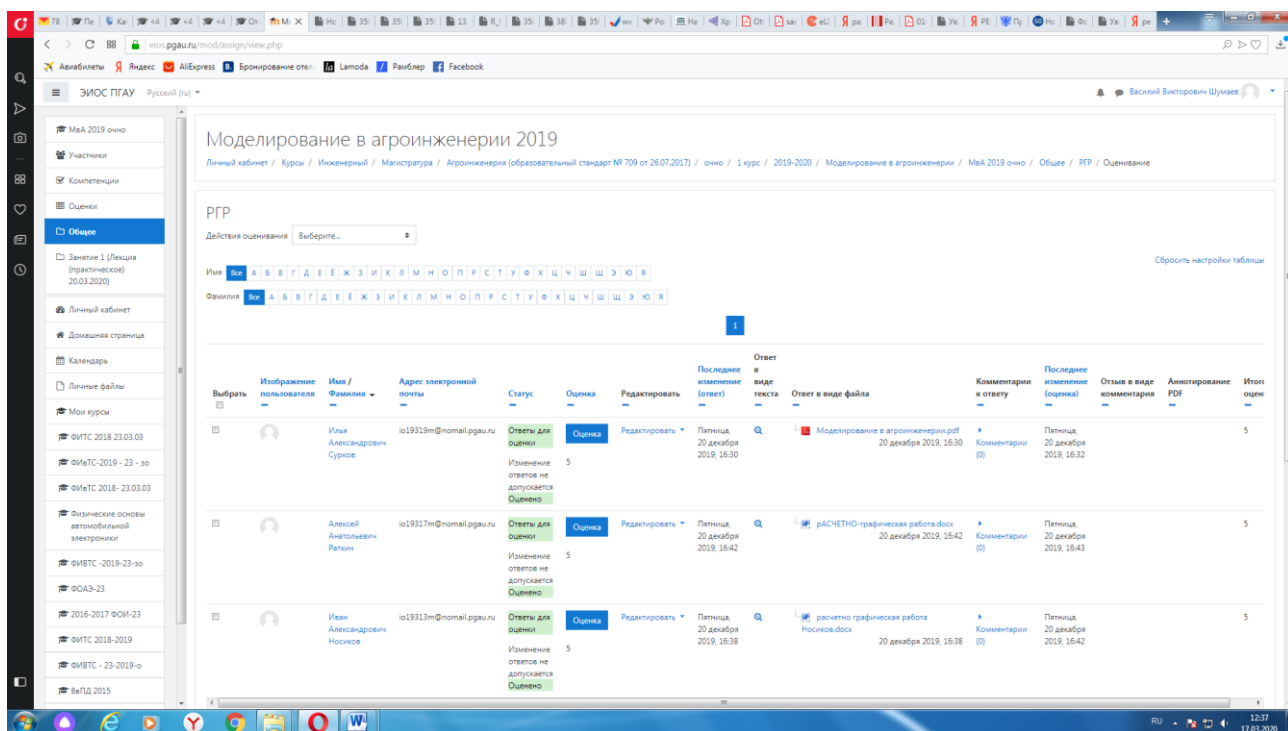 eios.pgau.ru/mod/assign/view.php
Авиабилеты Яндекс AliExpress Бронирование отел Lamoda Рамблер Facebook
ЭИОС ПГАУ Русский (ru)
Василий Викторович Шумаев
МвА 2019 очно
Участники
Компетенции
Оценки
Общее
Занятие 1 (Лекция
(практическое)
20.03.2020)
Личный кабинет
Домашняя страница
Календарь
Личные файлы
Мои курсы
ФИТС 2018 23.03.03
ФИвТС-2019 - 23 - зо
ФИвТС 2018- 23.03.03
Физические основы
автомобильной
электроники
ФИВТС -2019-23-зо
ФОАЭ-23
2016-2017 ФОИ-23
ФИТС 2018-2019
ФИВТС - 23-2019-о
ВвПД 2015
Моделирование в агроинженерии 2019
Личный кабинет / Курсы / Инженерный / Магистратура / Агроинженерия (образовательный стандарт № 709 от 26.07.2017) / очно / 1 курс / 2019-2020 / Моделирование в агроинженерии / МвА 2019 очно / Общее / РГР / Оценивание
РГР
Действия оценивания Выберите...
Сбросить настройки таблицы
Имя Все А Б В Г Д Е Ё Ж З И К Л М Н О П Р С Т У Ф Х Ц Ч Ш Щ Э Ю Я
Фамилия Все А Б В Г Д Е Ё Ж З И К Л М Н О П Р С Т У Ф Х Ц Ч Ш Щ Э Ю Я
1
Выбрать
Изображение
пользователя
Имя /
Фамилия
Адрес электронной
почты
Статус
Оценка
Редактировать
Последнее
изменение
(ответ)
Ответ
в
виде
текста
Ответ в виде файла
Комментарии
к ответу
Последнее
изменение
(оценка)
Отзыв в виде
комментария
Аннотирование
PDF
Итого
оцен
Илья
Александрович
Сурков
io19319m@nomail.pgau.ru
Ответы для
оценки
Изменение
ответов не
допускается
Оценено
Оценка
5
Редактировать
Пятница,
20 декабря
2019, 16:30
Моделирование в агроинженерии.pdf
20 декабря 2019, 16:30
Комментарии
(0)
Пятница,
20 декабря
2019, 16:32
5
Алексей
Анатольевич
Раткин
io19317m@nomail.pgau.ru
Ответы для
оценки
Изменение
ответов не
допускается
Оценено
Оценка
5
Редактировать
Пятница,
20 декабря
2019, 16:42
рАСЧЕТНО-графическая работа.docx
20 декабря 2019, 16:42
Комментарии
(0)
Пятница,
20 декабря
2019, 16:43
5
Иван
Александрович
Носиков
io19313m@nomail.pgau.ru
Ответы для
оценки
Изменение
ответов не
допускается
Оценено
Оценка
5
Редактировать
Пятница,
20 декабря
2019, 16:38
расчетно графическая работа
Носиков.docx
20 декабря 2019, 16:38
Комментарии
(0)
Пятница,
20 декабря
2019, 16:42
5
RU
12:37
17.03.2020